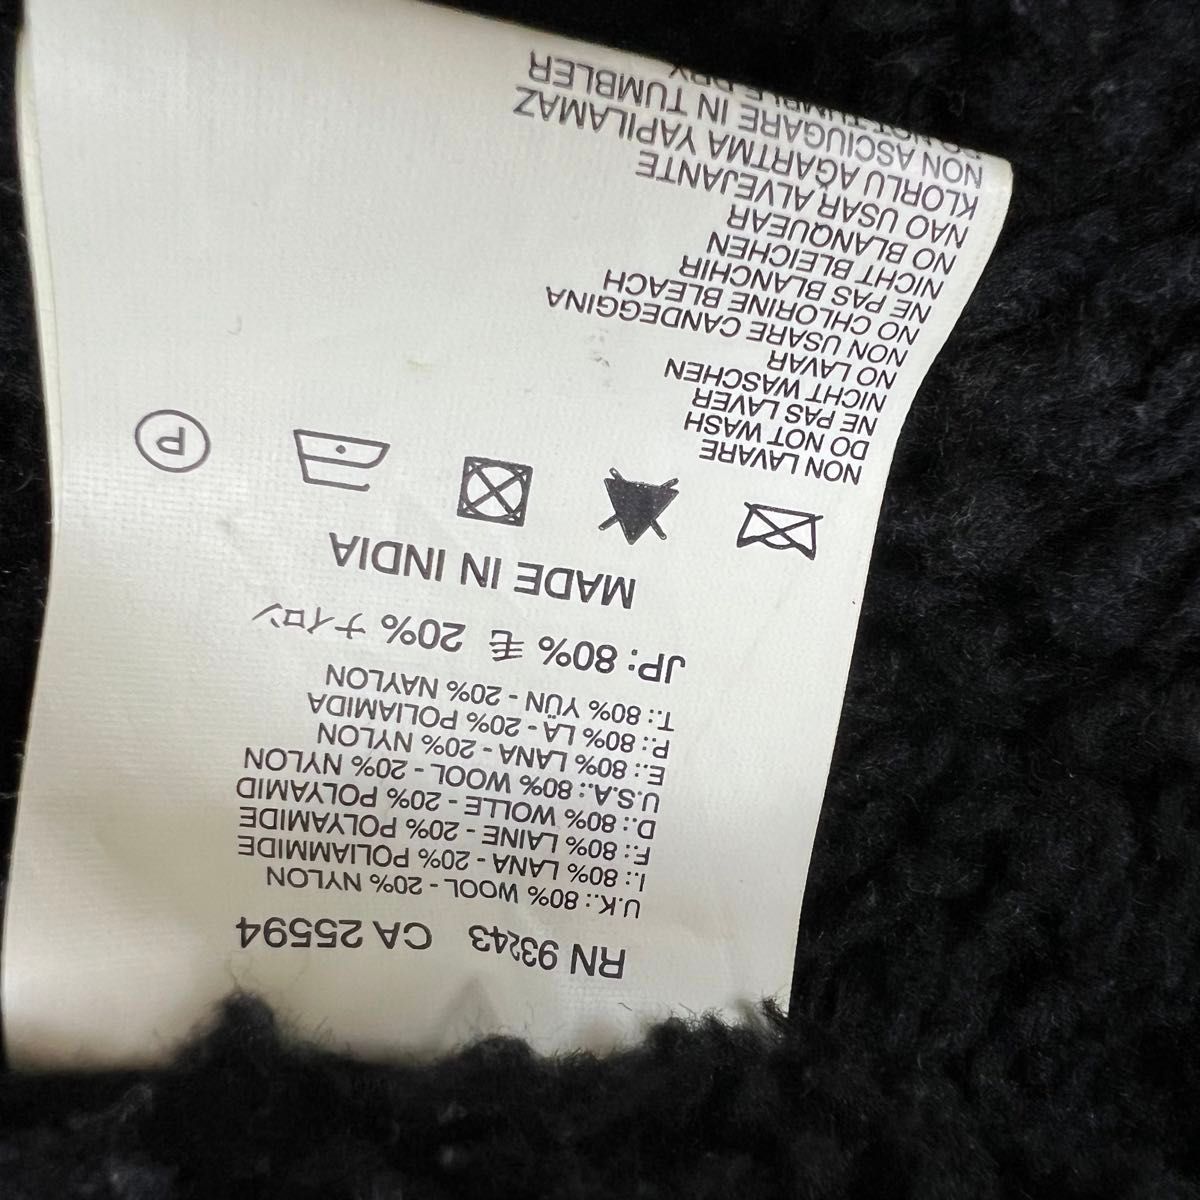 RN 93243 CA 25594
U.K.: 80% WOOL - 20% NYLON
I.: 80% LANA - 20% POLIAMMIDE
F.: 80% LAINE - 20% POLYAMIDE
D.: 80% WOLLE - 20% POLYAMID
U.S.A.: 80% WOOL - 20% NYLON
E.: 80% LANA - 20% NYLON
P.: 80% LÃ - 20% POLIAMIDA
T.: 80% YÜN - 20% NAYLON
JP: 80% 毛 20% ナイロン
MADE IN INDIA
P
NON LAVARE
DO NOT WASH
NE PAS LAVER
NICHT WASCHEN
NO LAVAR
NON USARE CANDEGGINA
NO CHLORINE BLEACH
NE PAS BLANCHIR
NICHT BLEICHEN
NO BLANQUEAR
NAO USAR ALVEJANTE
KLORLU AĞARTMA YAPILAMAZ
NON ASCIUGARE IN TUMBLER
DO NOT TUMBLE DRY